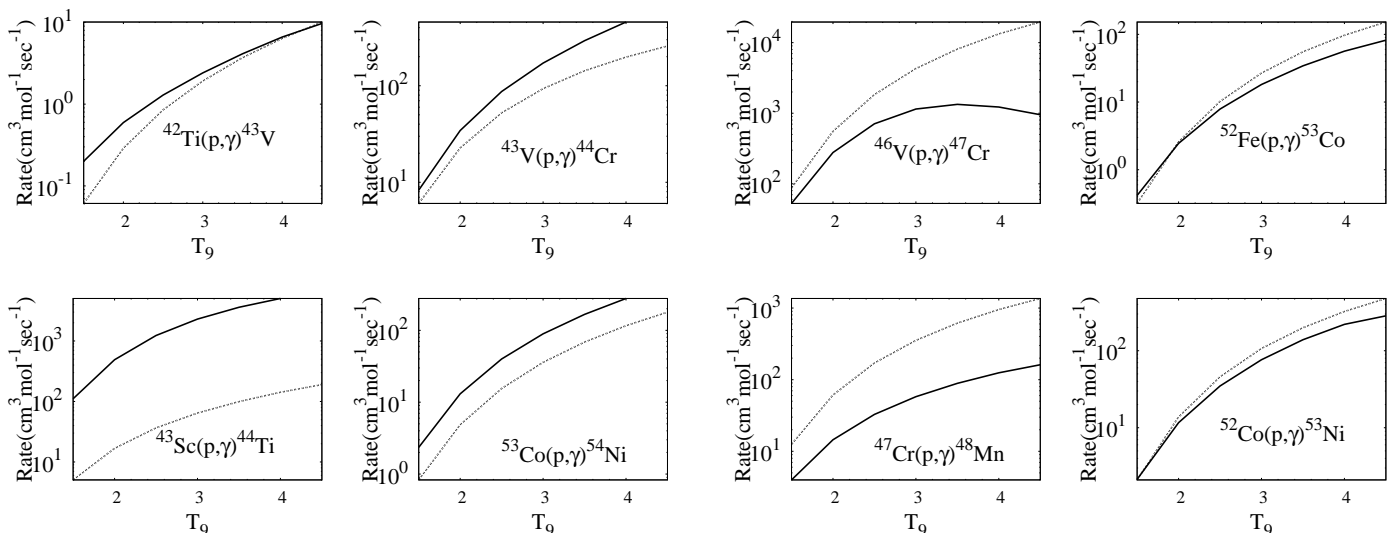 Rate(cm³mol⁻¹sec⁻¹)
10¹
10⁰
10⁻¹
⁴²Ti(p,γ)⁴³V
2 3 4
T₉
Rate(cm³mol⁻¹sec⁻¹)
10²
10¹
⁴³V(p,γ)⁴⁴Cr
2 3 4
T₉
Rate(cm³mol⁻¹sec⁻¹)
10⁴
10³
10²
⁴⁶V(p,γ)⁴⁷Cr
2 3 4
T₉
Rate(cm³mol⁻¹sec⁻¹)
10²
10¹
10⁰
⁵²Fe(p,γ)⁵³Co
2 3 4
T₉
Rate(cm³mol⁻¹sec⁻¹)
10³
10²
10¹
⁴³Sc(p,γ)⁴⁴Ti
2 3 4
T₉
Rate(cm³mol⁻¹sec⁻¹)
10²
10¹
10⁰
⁵³Co(p,γ)⁵⁴Ni
2 3 4
T₉
Rate(cm³mol⁻¹sec⁻¹)
10³
10²
10¹
⁴⁷Cr(p,γ)⁴⁸Mn
2 3 4
T₉
Rate(cm³mol⁻¹sec⁻¹)
10²
10¹
⁵²Co(p,γ)⁵³Ni
2 3 4
T₉